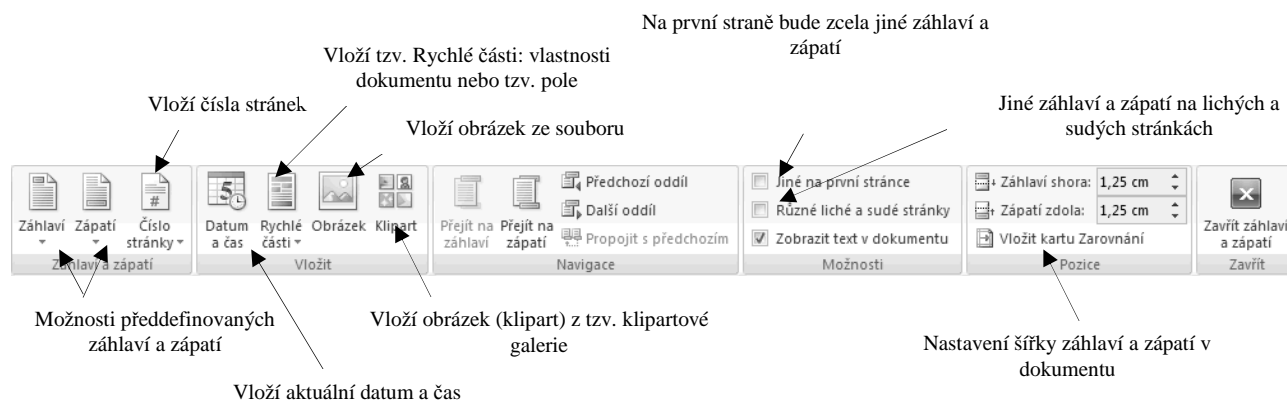 Na první straně bude zcela jiné záhlaví a
zápatí
Vloží tzv. Rychlé části: vlastnosti
dokumentu nebo tzv. pole
Vloží čísla stránek
Vloží obrázek ze souboru
Jiné záhlaví a zápatí na lichých a
sudých stránkách
Záhlaví
Zápatí
Číslo
stránky
Záhlaví a zápatí
Datum
a čas
Rychlé
části
Obrázek
Klipart
Vložit
Přejít na
záhlaví
Přejít na
zápatí
Předchozí oddíl
Další oddíl
Propojit s předchozím
Navigace
Jiné na první stránce
Různé liché a sudé stránky
Zobrazit text v dokumentu
Možnosti
Záhlaví shora: 1,25 cm
Zápatí zdola: 1,25 cm
Vložit kartu Zarovnání
Pozice
Zavřít záhlaví
a zápatí
Zavřít
Možnosti předdefinovaných
záhlaví a zápatí
Vloží obrázek (klipart) z tzv. klipartové
galerie
Nastavení šířky záhlaví a zápatí v
dokumentu
Vloží aktuální datum a čas